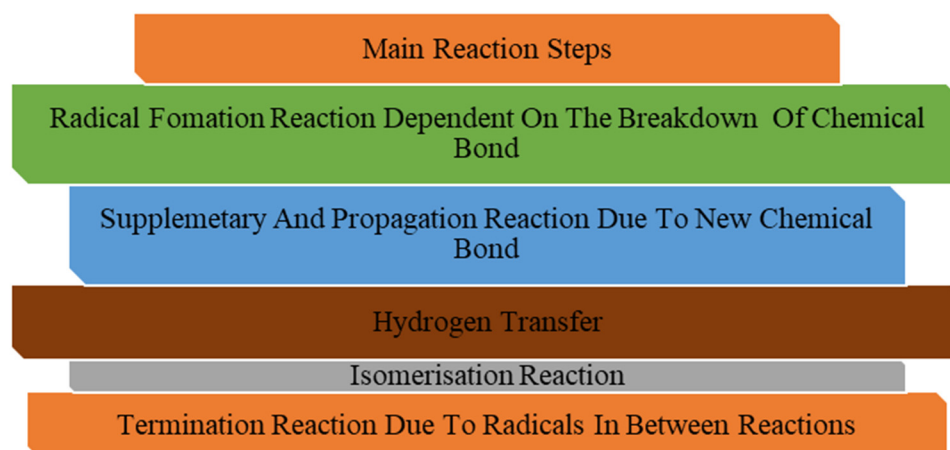 Main Reaction Steps
Radical Fomation Reaction Dependent On The Breakdown Of Chemical
Bond
Supplemetary And Propagation Reaction Due To New Chemical
Bond
Hydrogen Transfer
Isomerisation Reaction
Termination Reaction Due To Radicals In Between Reactions